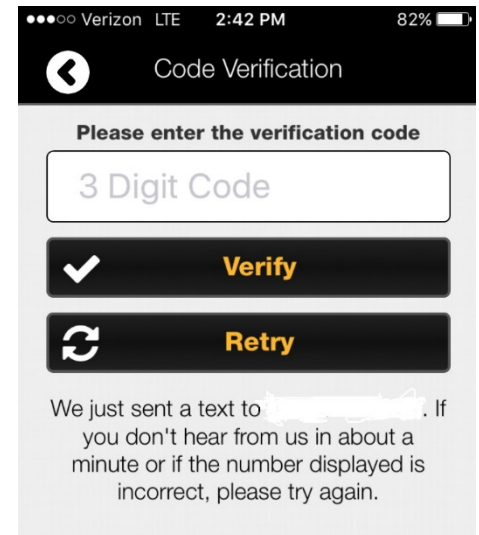 Verizon LTE 2:42 PM 82%
Code Verification
Please enter the verification code
3 Digit Code
Verify
Retry
We just sent a text to . If
you don't hear from us in about a
minute or if the number displayed is
incorrect, please try again.